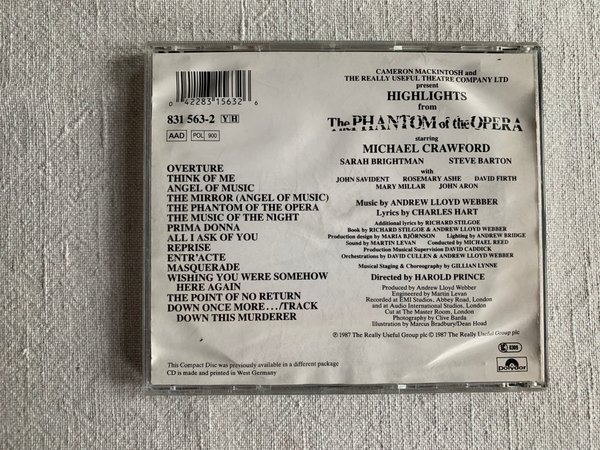 0 42283 15632 6
831 563-2 Y H
AAD POL 900
OVERTURE
THINK OF ME
ANGEL OF MUSIC
THE MIRROR (ANGEL OF MUSIC)
THE PHANTOM OF THE OPERA
THE MUSIC OF THE NIGHT
PRIMA DONNA
ALL I ASK OF YOU
REPRISE
ENTR'ACTE
MASQUERADE
WISHING YOU WERE SOMEHOW
HERE AGAIN
THE POINT OF NO RETURN
DOWN ONCE MORE.../TRACK
DOWN THIS MURDERER
This Compact Disc was previously available in a different package
CD is made and printed in West Germany
CAMERON MACKINTOSH and
THE REALLY USEFUL THEATRE COMPANY LTD
present
HIGHLIGHTS
from
The PHANTOM of the OPERA
starring
MICHAEL CRAWFORD
SARAH BRIGHTMAN STEVE BARTON
with
JOHN SAVIDENT ROSEMARY ASHE DAVID FIRTH
MARY MILLAR JOHN ARON
Music by ANDREW LLOYD WEBBER
Lyrics by CHARLES HART
Additional lyrics by RICHARD STILGOE
Book by RICHARD STILGOE & ANDREW LLOYD WEBBER
Production design by MARIA BJÖRNSON Lighting by ANDREW BRIDGE
Sound by MARTIN LEVAN Conducted by MICHAEL REED
Production Musical Supervision DAVID CADDICK
Orchestrations by DAVID CULLEN & ANDREW LLOYD WEBBER
Musical Staging & Choreography by GILLIAN LYNNE
Directed by HAROLD PRINCE
Produced by Andrew Lloyd Webber
Engineered by Martin Levan
Recorded at EMI Studios, Abbey Road, London
and at Audio International Studios, London
Cut at The Master Room, London
Photography by Clive Barda
Illustration by Marcus Bradbury/Dean Hoad
℗ 1987 The Really Useful Group plc © 1987 The Really Useful Group plc
8309
polydor